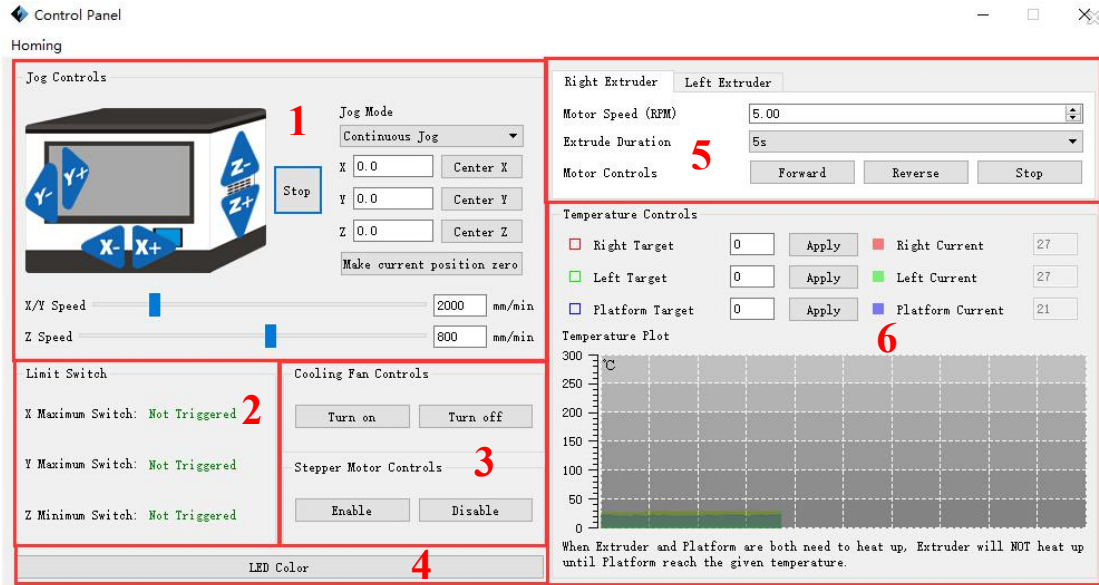 Control Panel
Homing
Jog Controls
1
Jog Mode
Continuous Jog
X 0.0 Center X
Y 0.0 Center Y
Z 0.0 Center Z
Make current position zero
Stop
Y- Y+
Z-
Z+
X- X+
X/Y Speed 2000 mm/min
Z Speed 800 mm/min
Limit Switch
2
X Maximum Switch: Not Triggered
Y Maximum Switch: Not Triggered
Z Minimum Switch: Not Triggered
Cooling Fan Controls
Turn on Turn off
3
Stepper Motor Controls
Enable Disable
LED Color
4
Right Extruder Left Extruder
Motor Speed (RPM) 5.00
Extrude Duration 5s
5
Motor Controls Forward Reverse Stop
Temperature Controls
Right Target 0 Apply Right Current 27
Left Target 0 Apply Left Current 27
Platform Target 0 Apply Platform Current 21
6
Temperature Plot
℃
300
250
200
150
100
50
0
When Extruder and Platform are both need to heat up, Extruder will NOT heat up
until Platform reach the given temperature.